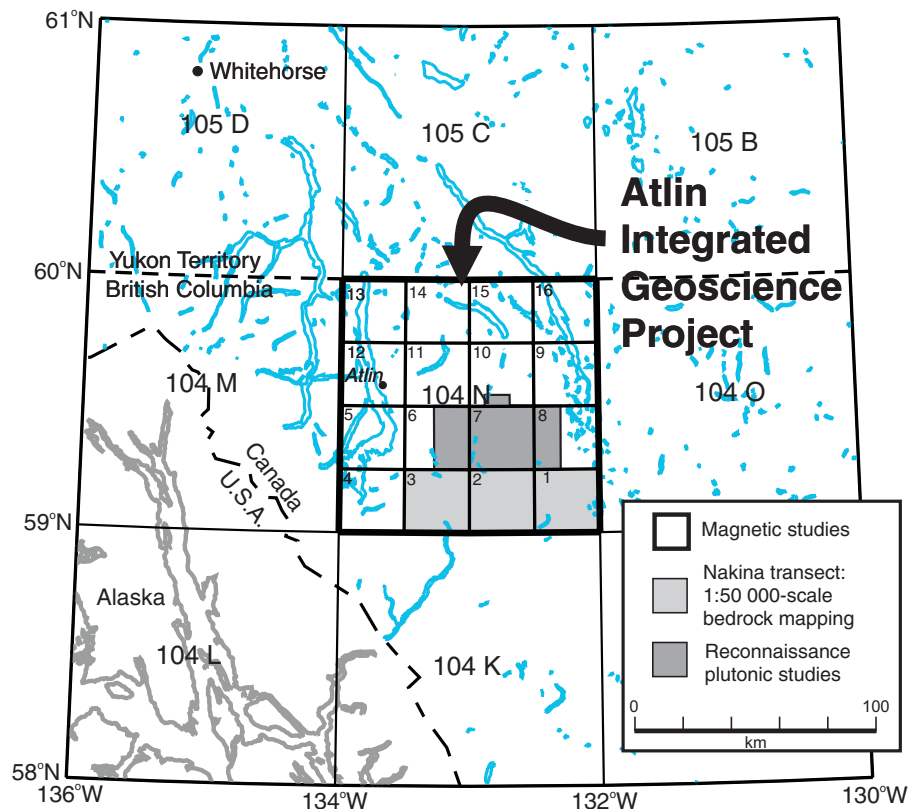 61°N
Whitehorse
105 D
105 C
105 B
Atlin
Integrated
Geoscience
Project
60°N
Yukon Territory
British Columbia
13
14
15
16
12
11
10
9
Atlin
104 M
104 N
104 O
5
6
7
8
4
3
2
1
Canada
U.S.A.
59°N
Magnetic studies
Nakina transect:
1:50 000-scale
bedrock mapping
Reconnaissance
plutonic studies
0
100
km
Alaska
104 L
104 K
58°N
136°W
134°W
132°W
130°W